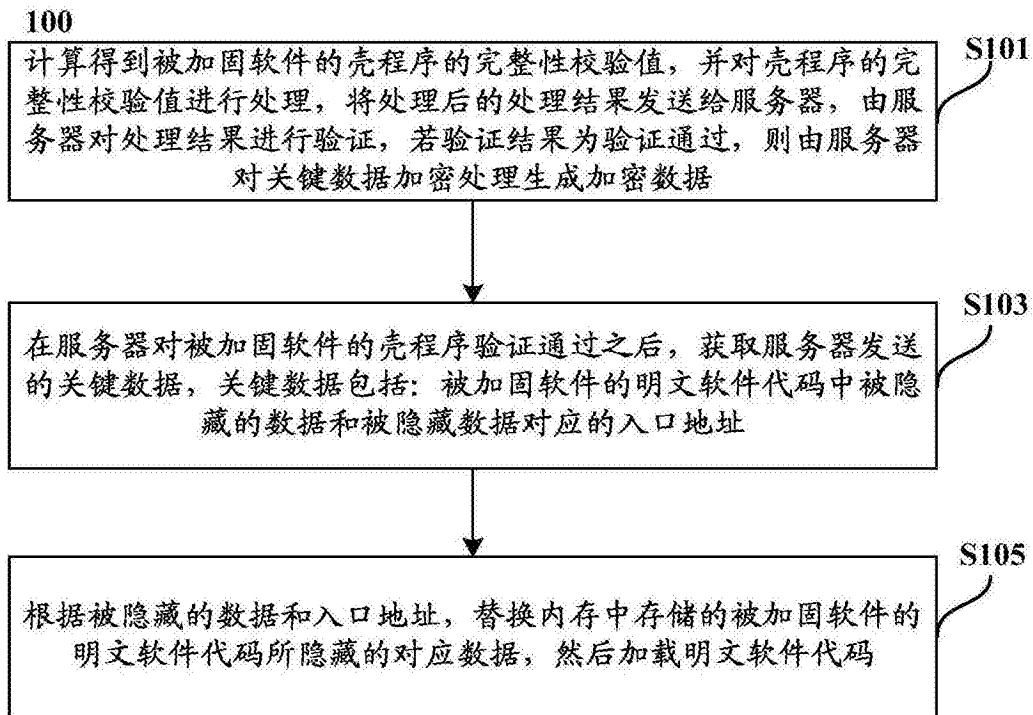 100
S101
计算得到被加固软件的壳程序的完整性校验值，并对壳程序的完
整性校验值进行处理，将处理后的处理结果发送给服务器，由服
务器对处理结果进行验证，若验证结果为验证通过，则由服务器
对关键数据加密处理生成加密数据
S103
在服务器对被加固软件的壳程序验证通过之后，获取服务器发送
的关键数据，关键数据包括：被加固软件的明文软件代码中被隐
藏的数据和被隐藏数据对应的入口地址
S105
根据被隐藏的数据和入口地址，替换内存中存储的被加固软件的
明文软件代码所隐藏的对应数据，然后加载明文软件代码